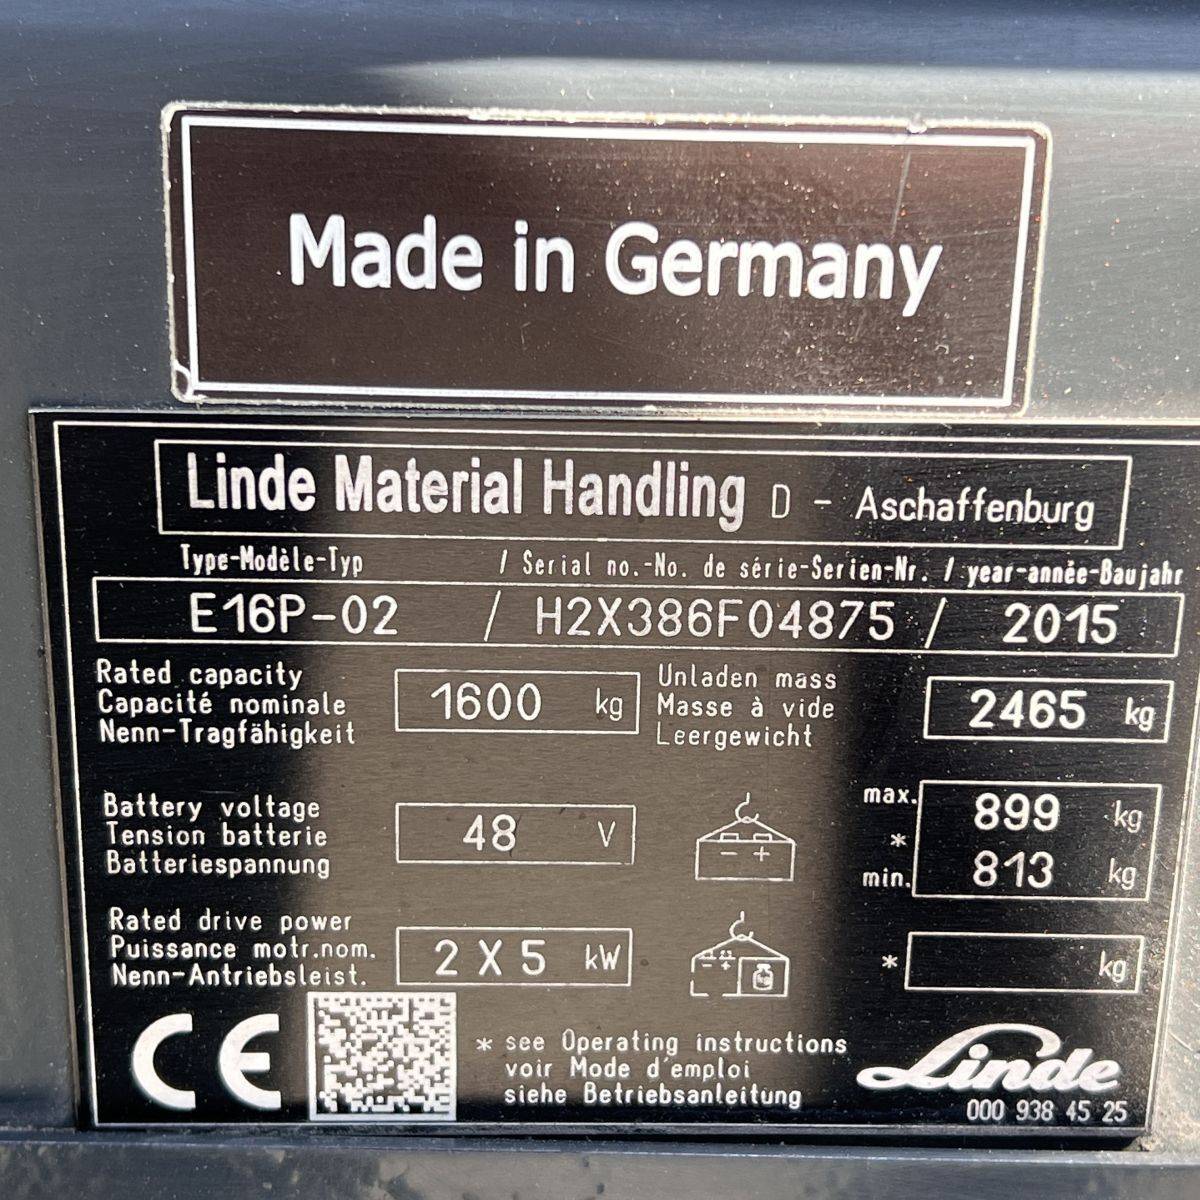 Made in Germany
Linde Material Handling D - Aschaffenburg
Type-Modèle-Typ / Serial no.-No. de série-Serien-Nr. / year-année-Baujahr
E16P-02 / H2X386F04875 / 2015
Rated capacity
Capacité nominale
Nenn-Tragfähigkeit
1600 kg
Unladen mass
Masse à vide
Leergewicht
2465 kg
Battery voltage
Tension batterie
Batteriespannung
48 V
- +
max. 899 kg
*
min. 813 kg
Rated drive power
Puissance motr.nom.
Nenn-Antriebsleist.
2 X 5 kW
- + kg
* kg
CE
* see Operating instructions
voir Mode d'emploi
siehe Betriebsanleitung
Linde
000 938 45 25